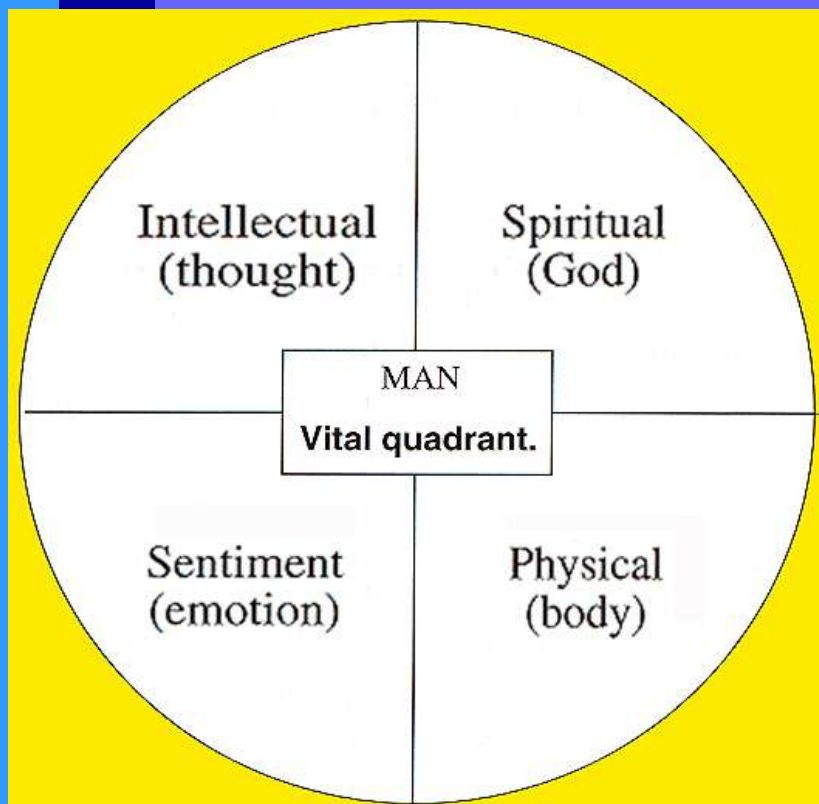 Intellectual
(thought)
Spiritual
(God)
MAN
Vital quadrant.
Sentiment
(emotion)
Physical
(body)